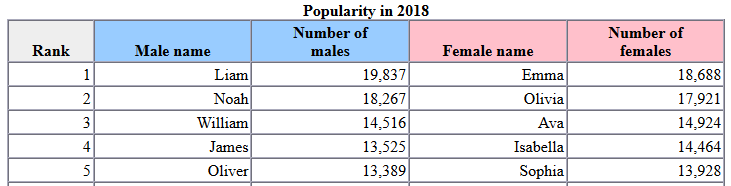 Popularity in 2018
Rank Male name Number of males Female name Number of females
1 Liam 19,837 Emma 18,688
2 Noah 18,267 Olivia 17,921
3 William 14,516 Ava 14,924
4 James 13,525 Isabella 14,464
5 Oliver 13,389 Sophia 13,928